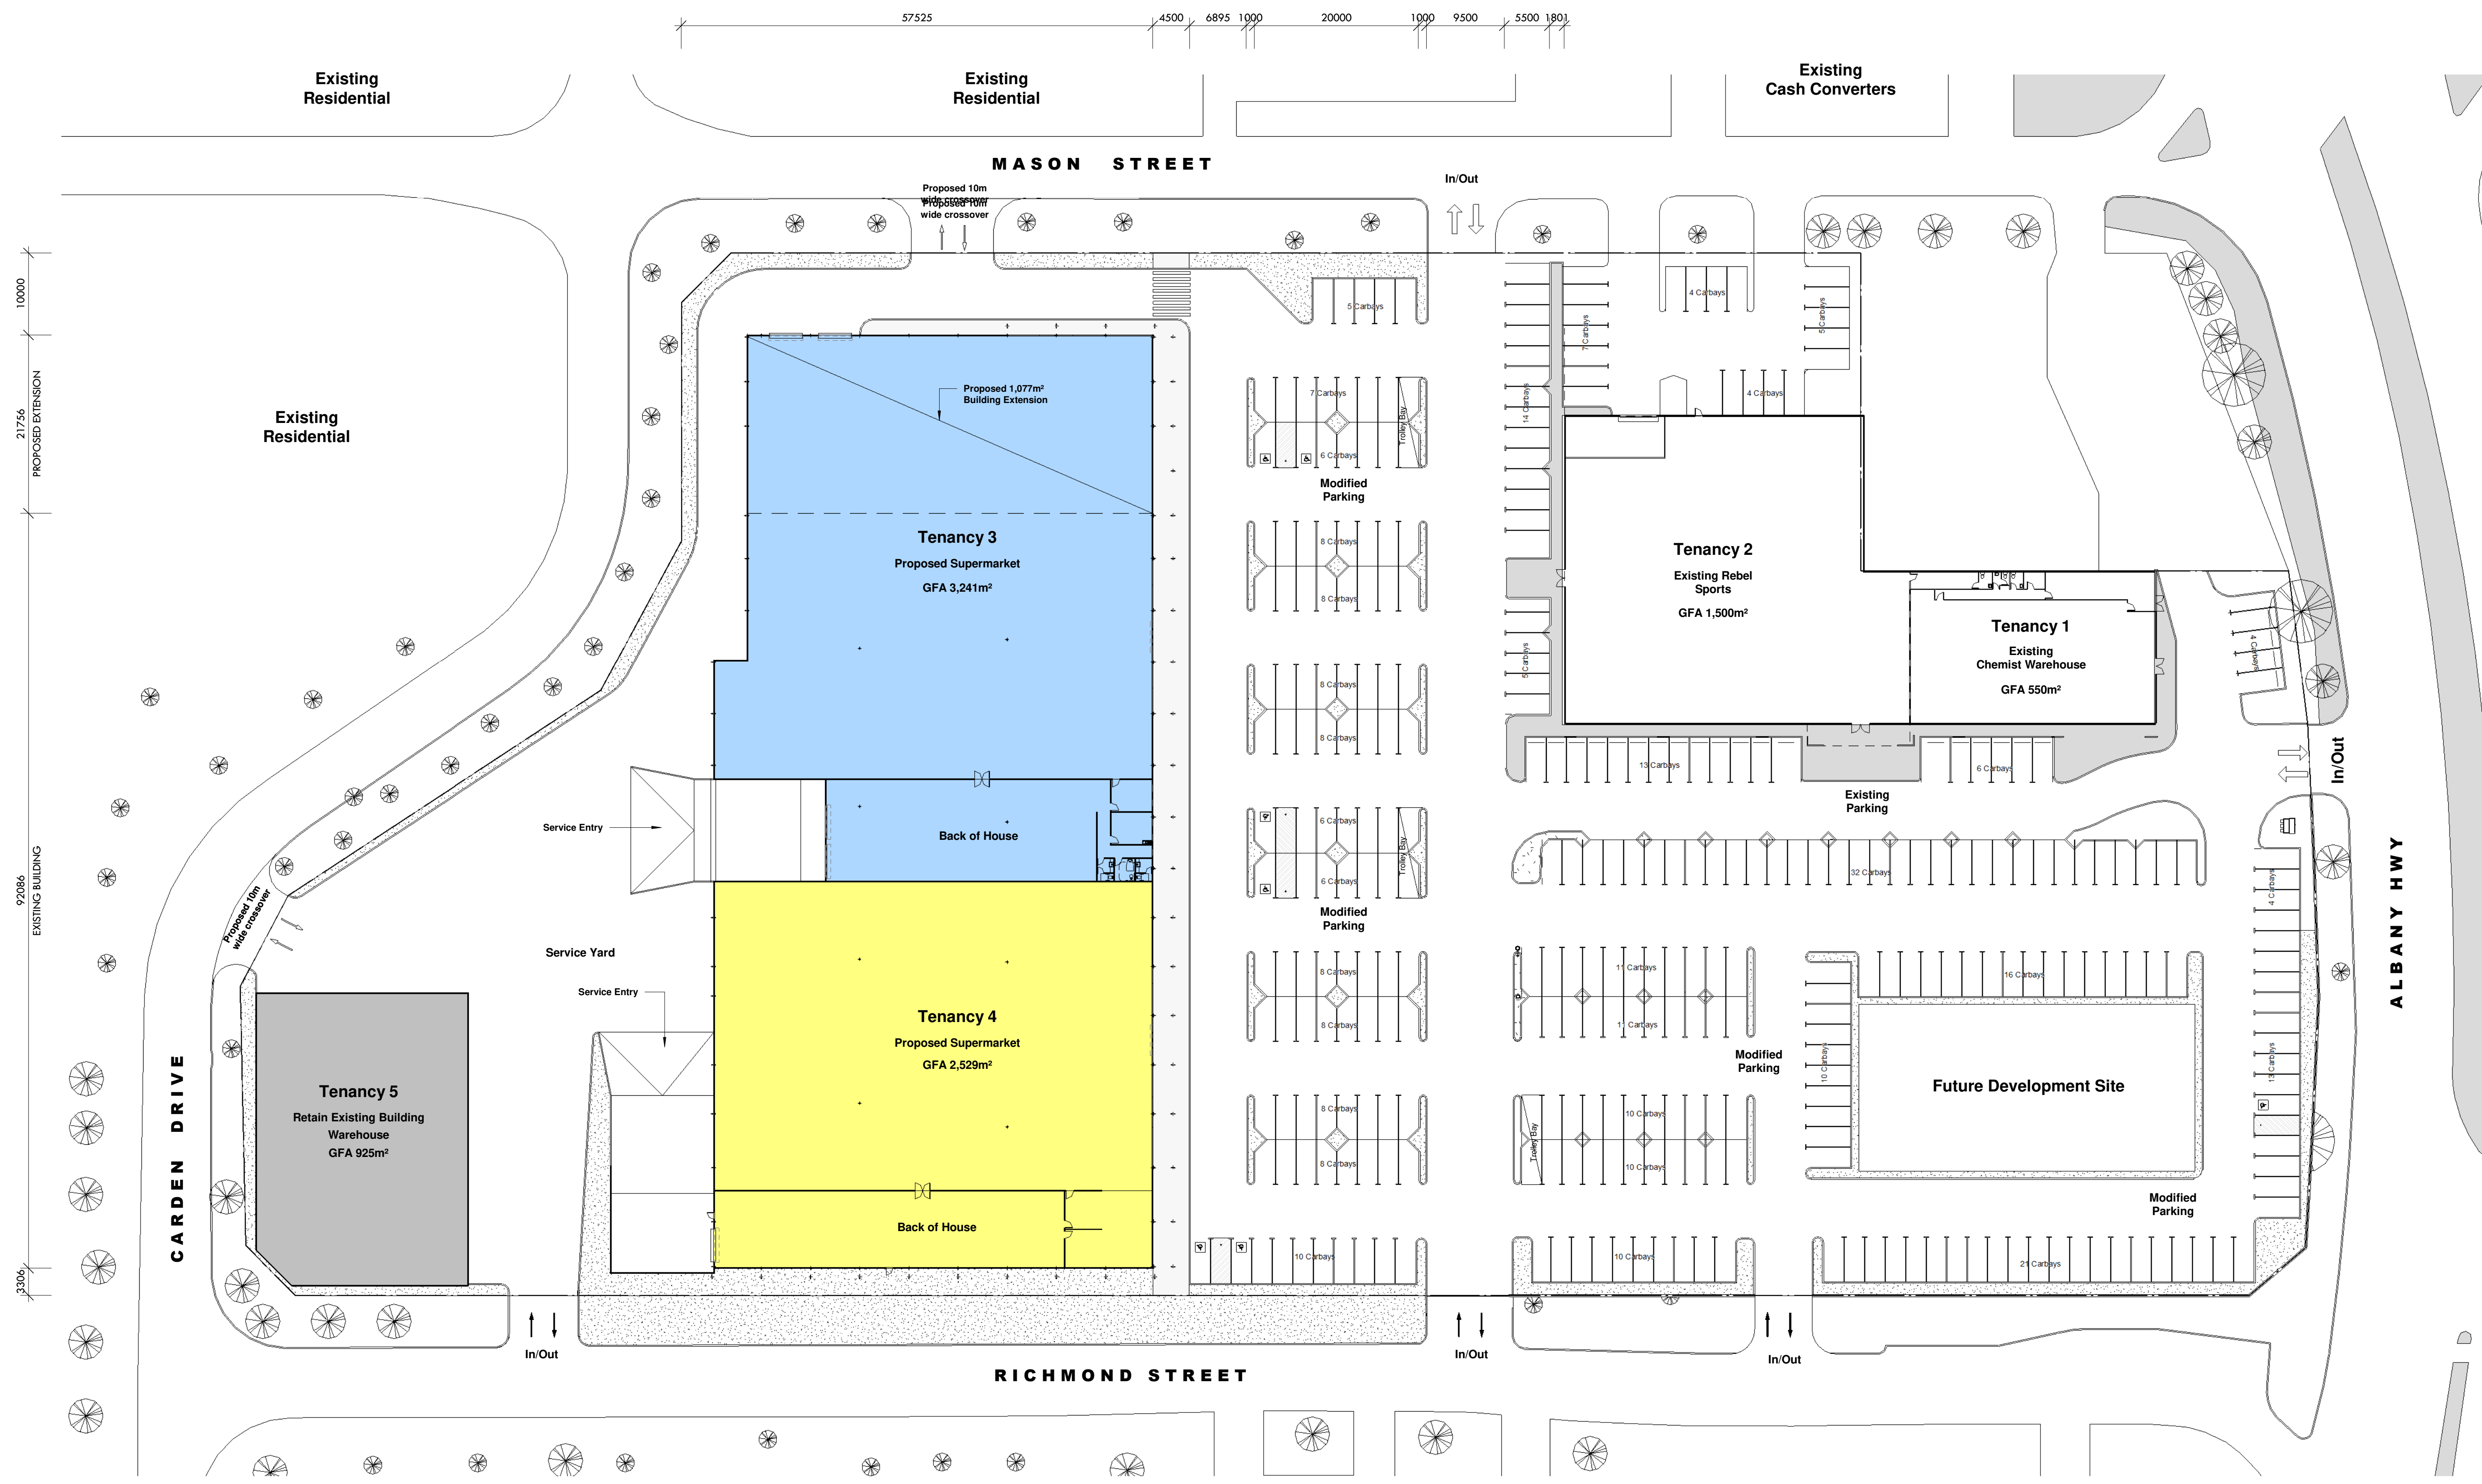 57525
4500
6895
1000
20000
1000
9500
5500
1801
Existing
Residential
Existing
Residential
Existing
Cash Converters
MASON STREET
In/Out
Proposed 10m
wide crossover
Proposed 10m
wide crossover
10000
21756
PROPOSED EXTENSION
92086
EXISTING BUILDING
3306
Existing
Residential
5 Carbays
7 Carbays
4 Carbays
5 Carbays
4 Carbays
14 Carbays
Proposed 1,077m²
Building Extension
7 Carbays
Trolley Bay
6 Carbays
Modified
Parking
Tenancy 3
Proposed Supermarket
GFA 3,241m²
8 Carbays
8 Carbays
Tenancy 2
Existing Rebel
Sports
GFA 1,500m²
Tenancy 1
Existing
Chemist Warehouse
GFA 550m²
4 Carbays
5 Carbays
8 Carbays
8 Carbays
13 Carbays
6 Carbays
In/Out
Existing
Parking
Service Entry
Back of House
6 Carbays
Trolley Bay
6 Carbays
Modified
Parking
32 Carbays
4 Carbays
ALBANY HWY
Proposed 10m
wide crossover
Service Yard
Service Entry
8 Carbays
8 Carbays
11 Carbays
11 Carbays
16 Carbays
10 Carbays
13 Carbays
Modified
Parking
Future Development Site
Tenancy 4
Proposed Supermarket
GFA 2,529m²
CARDEN DRIVE
Tenancy 5
Retain Existing Building
Warehouse
GFA 925m²
8 Carbays
8 Carbays
Trolley Bay
10 Carbays
10 Carbays
Modified
Parking
Back of House
10 Carbays
10 Carbays
21 Carbays
In/Out
In/Out
In/Out
RICHMOND STREET